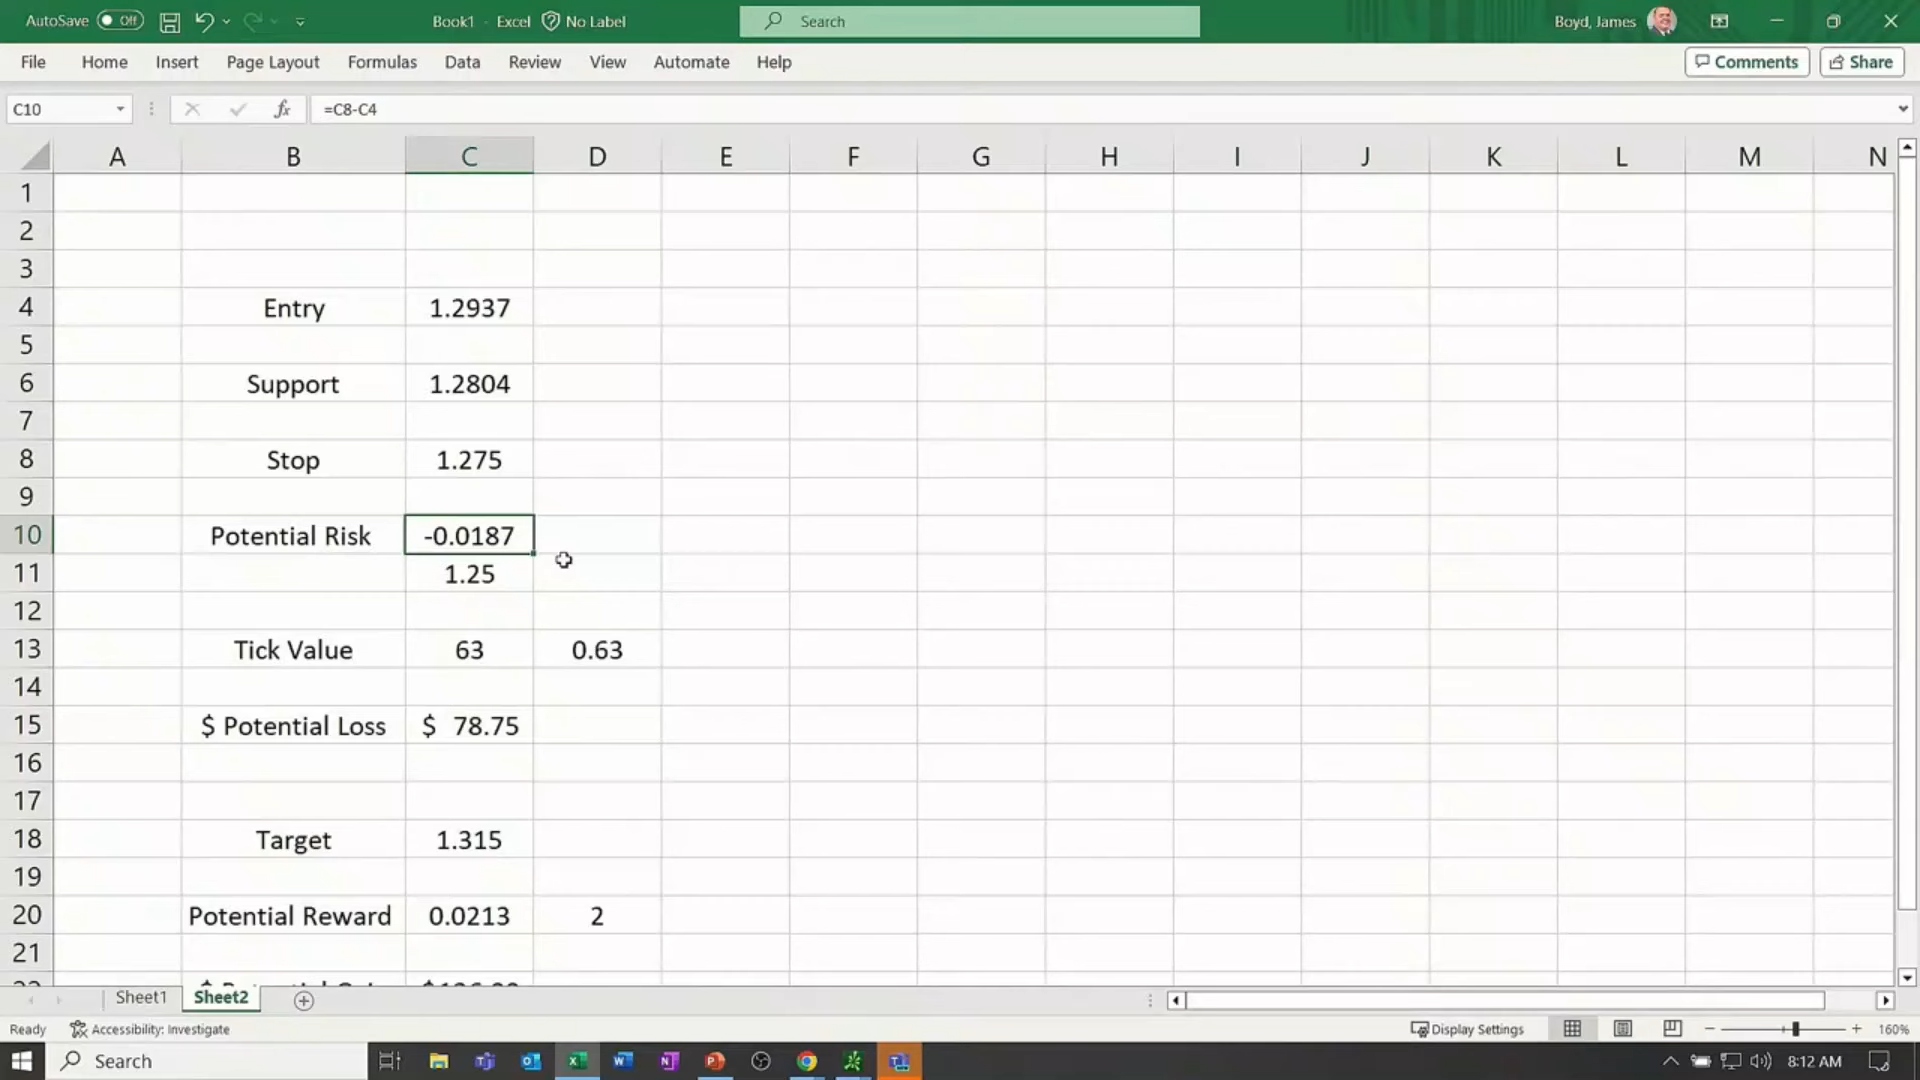 AutoSave Off Book1 - Excel No Label Search Boyd, James
File Home Insert Page Layout Formulas Data Review View Automate Help Comments Share
C10 fx =C8-C4
A B C D E F G H I J K L M N
1
2
3
4 Entry 1.2937
5
6 Support 1.2804
7
8 Stop 1.275
9
10 Potential Risk -0.0187
11 1.25
12
13 Tick Value 63 0.63
14
15 $ Potential Loss $ 78.75
16
17
18 Target 1.315
19
20 Potential Reward 0.0213 2
21
Sheet1 Sheet2
Ready Accessibility: Investigate Display Settings 160%
Search 8:12 AM